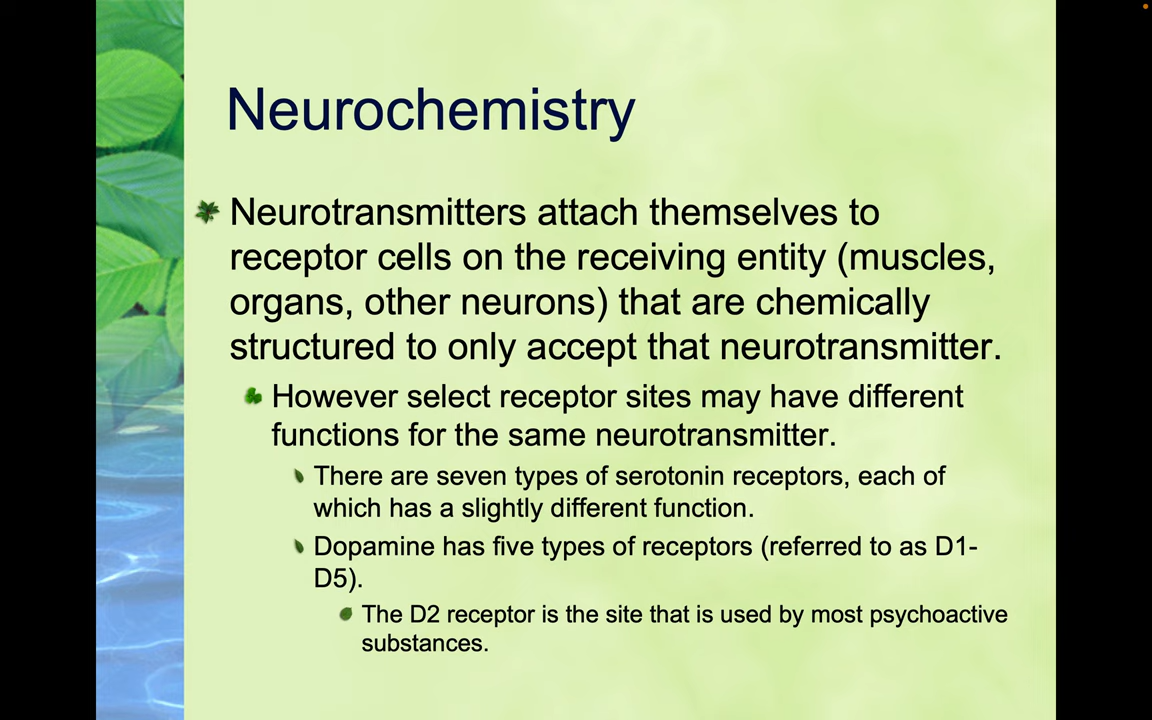 Neurochemistry
Neurotransmitters attach themselves to
receptor cells on the receiving entity (muscles,
organs, other neurons) that are chemically
structured to only accept that neurotransmitter.
However select receptor sites may have different
functions for the same neurotransmitter.
There are seven types of serotonin receptors, each of
which has a slightly different function.
Dopamine has five types of receptors (referred to as D1-
D5).
The D2 receptor is the site that is used by most psychoactive
substances.